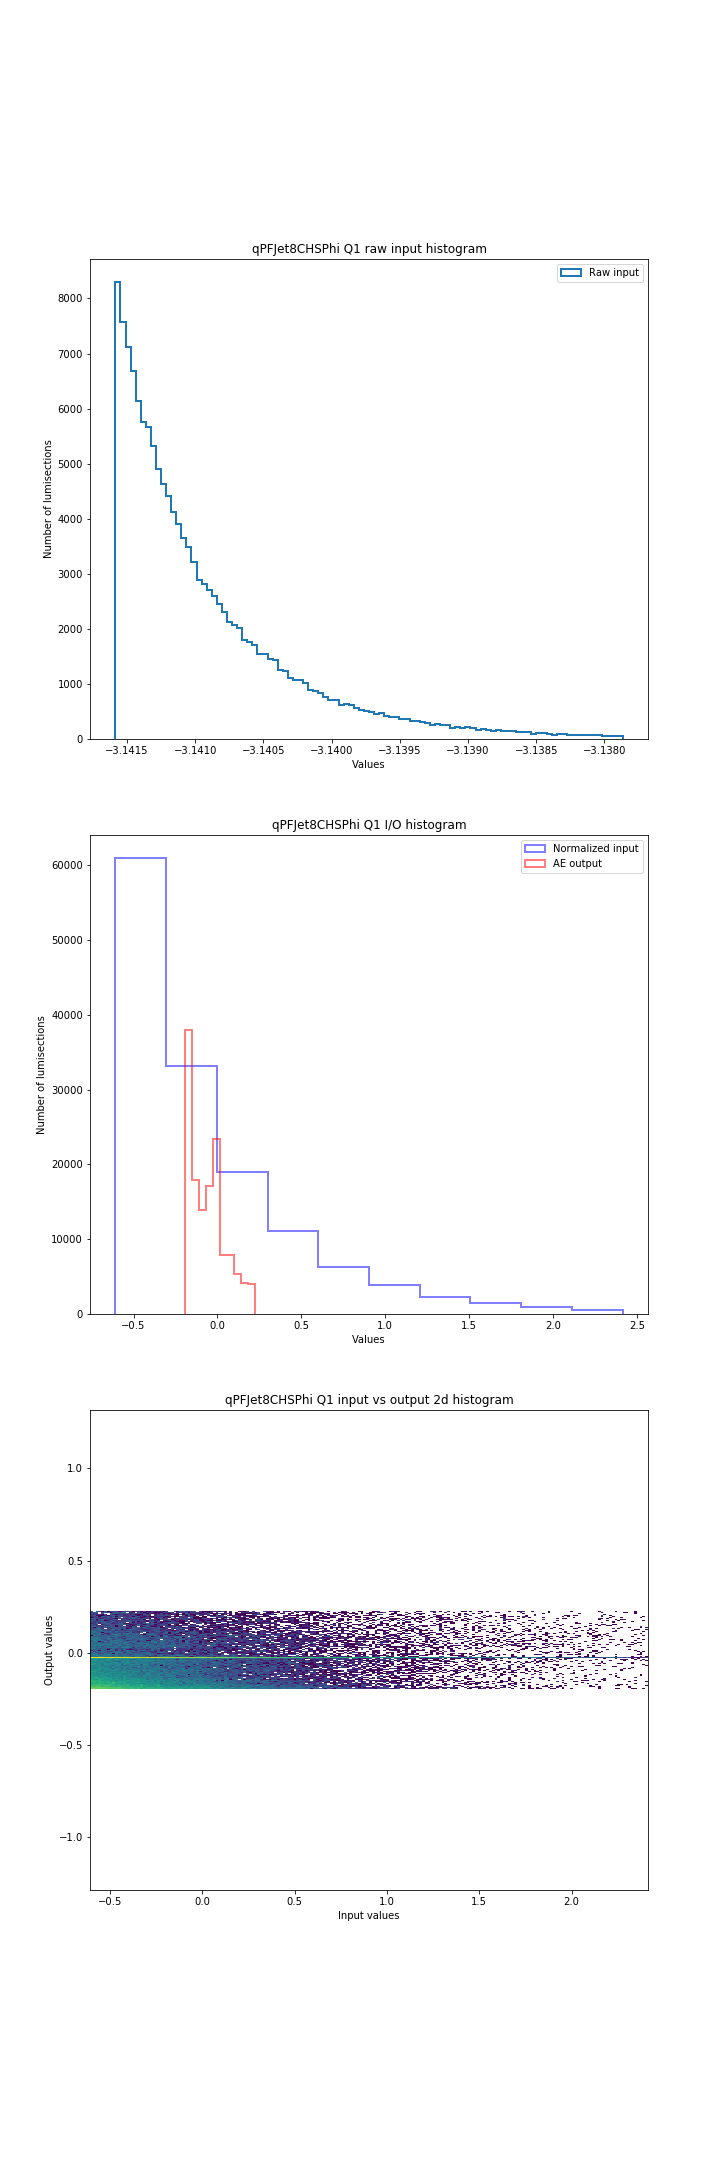 qPFJet8CHSPhi Q1 raw input histogram
Raw input
8000
7000
6000
5000
4000
3000
2000
1000
0
Number of lumisections
−3.1415 −3.1410 −3.1405 −3.1400 −3.1395 −3.1390 −3.1385 −3.1380
Values
qPFJet8CHSPhi Q1 I/O histogram
Normalized input
AE output
60000
50000
40000
30000
20000
10000
0
Number of lumisections
−0.5 0.0 0.5 1.0 1.5 2.0 2.5
Values
qPFJet8CHSPhi Q1 input vs output 2d histogram
1.0
0.5
0.0
−0.5
−1.0
Output values
−0.5 0.0 0.5 1.0 1.5 2.0
Input values